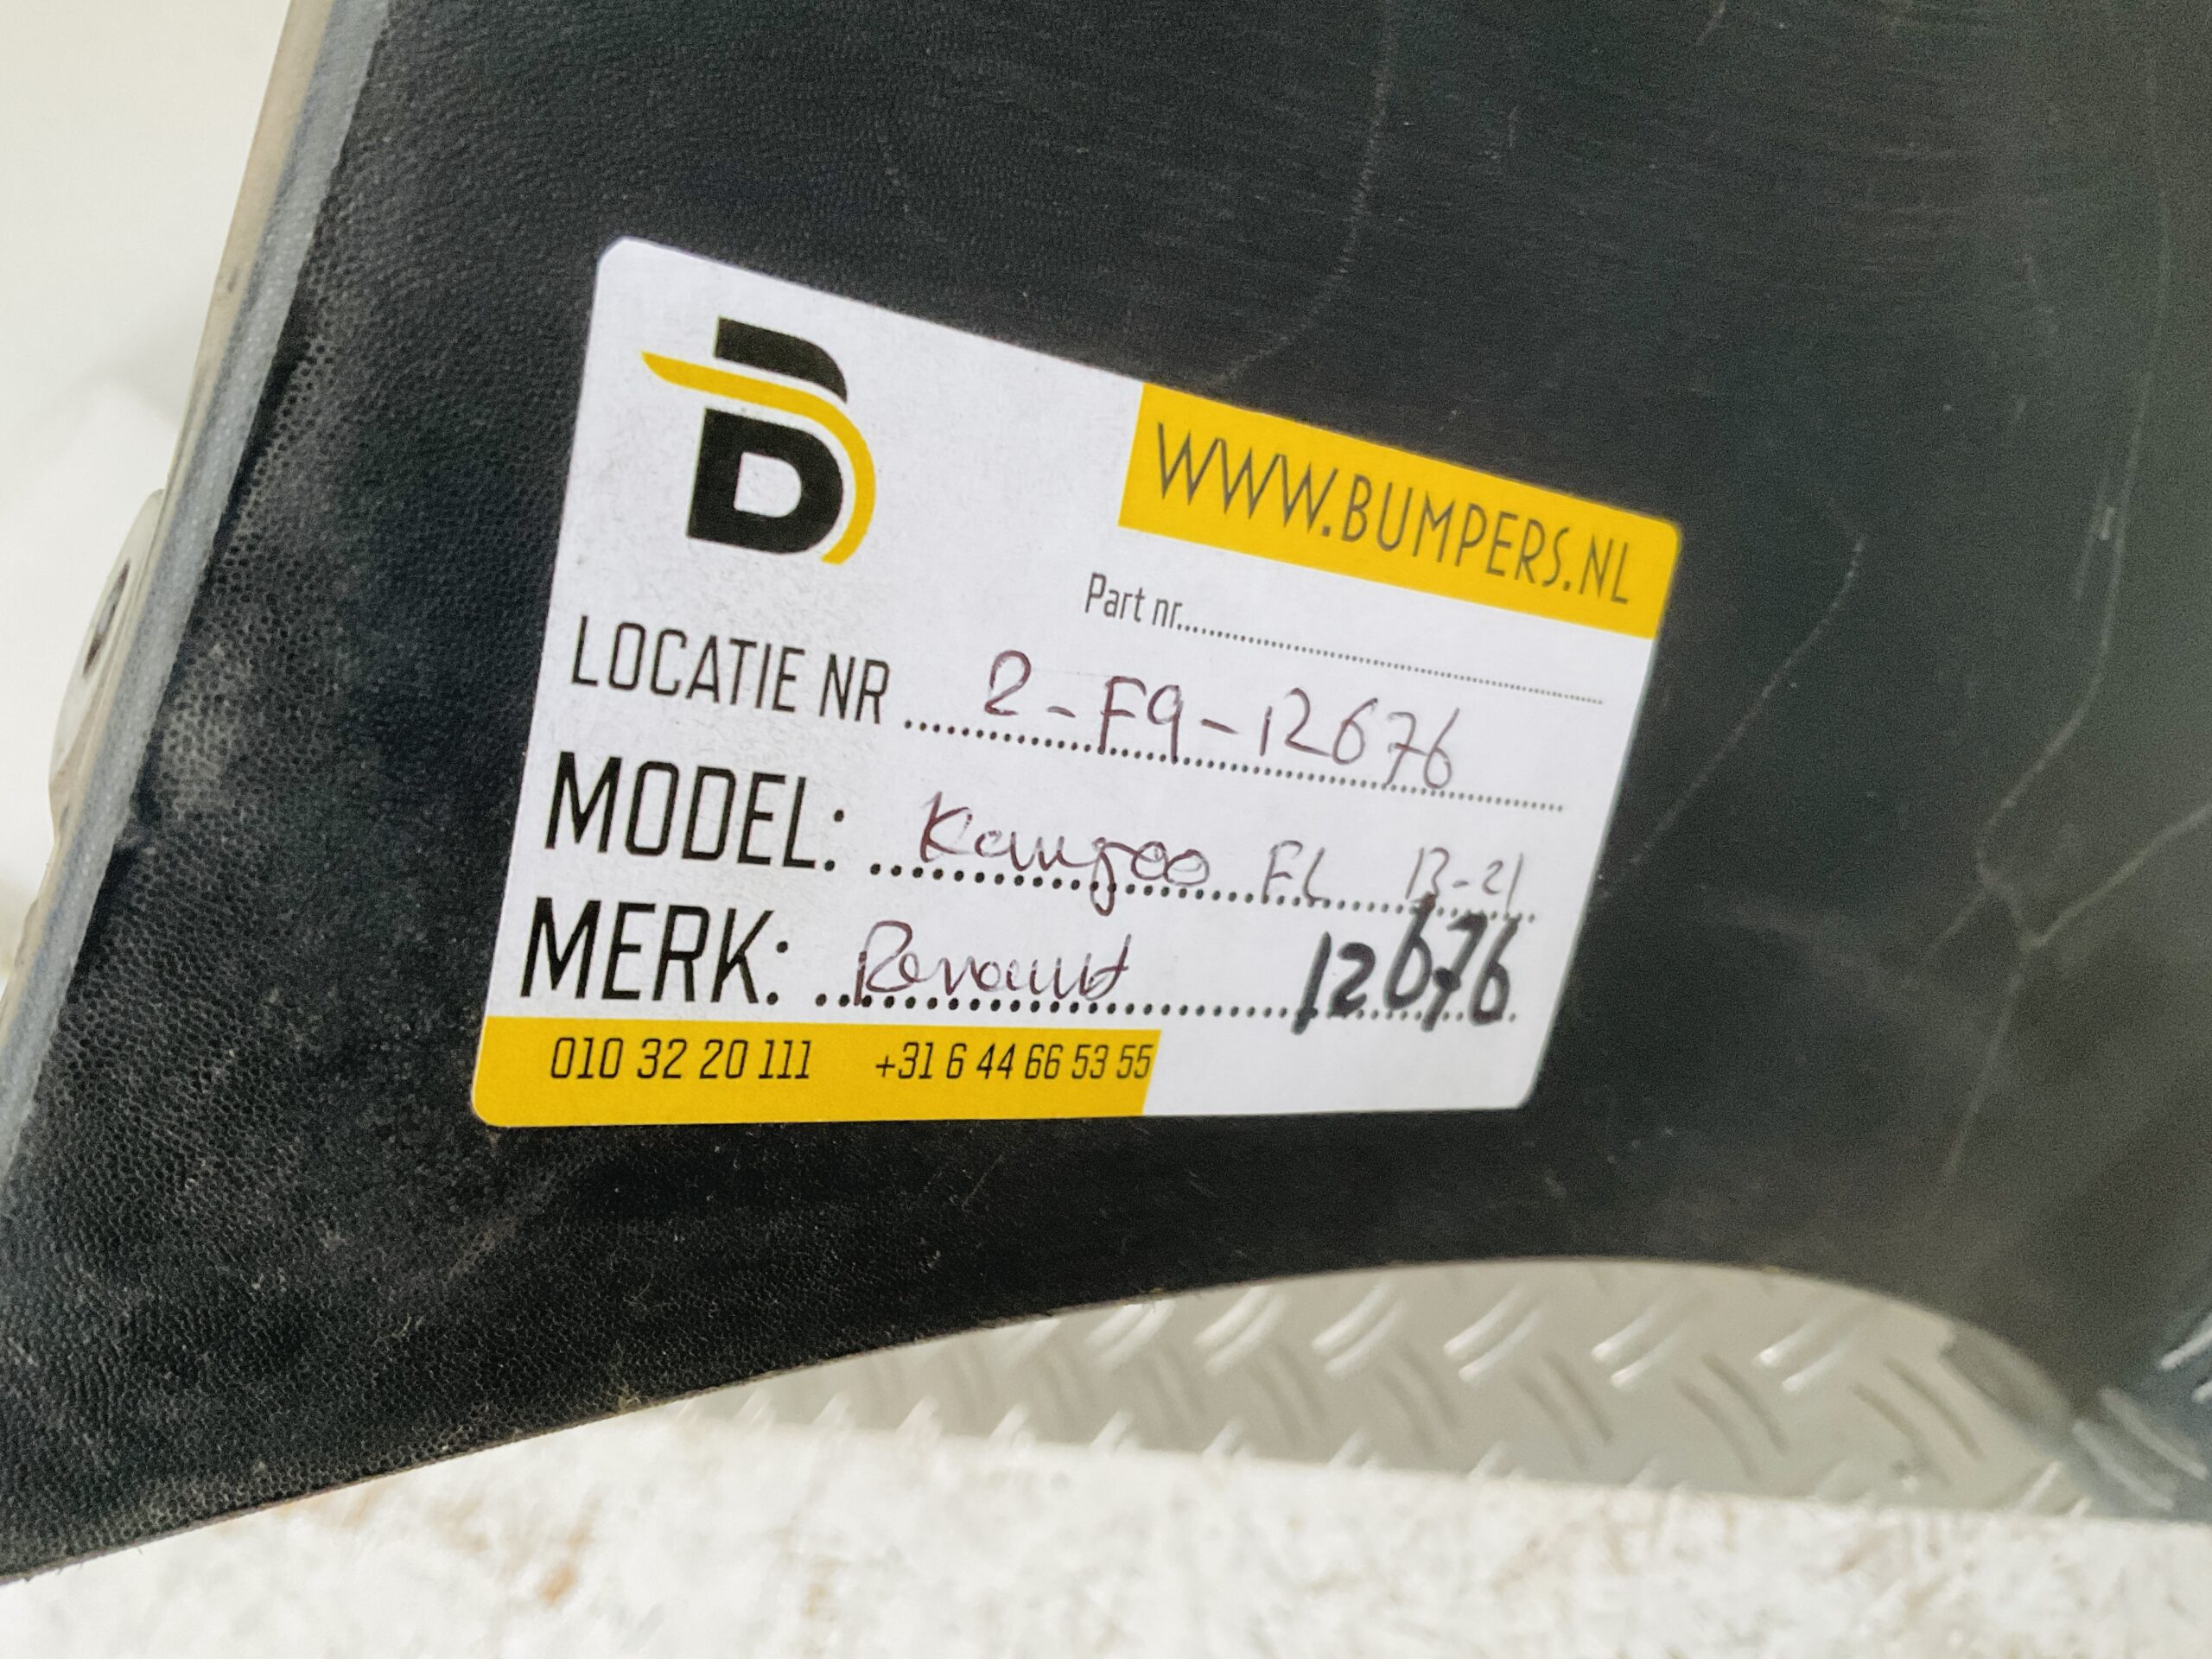 B
WWW.BUMPERS.NL
Part nr..........
LOCATIE NR ..... 2-F9-12676
MODEL: ..... Kangoo FL 13-21
MERK: ..... Renault 12676
010 32 20 111 +31 6 44 66 53 55